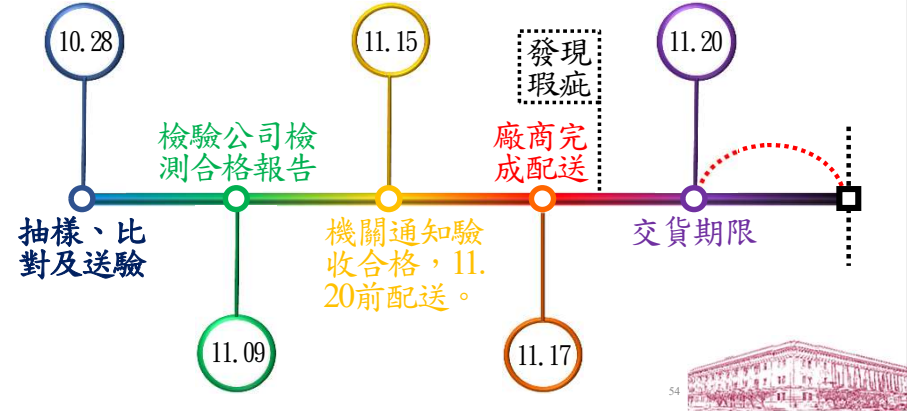 10.28
11.15
發現
瑕疵
11.20
檢驗公司檢
測合格報告
廠商完
成配送
抽樣、比
對及送驗
機關通知驗
收合格，11.
20前配送。
交貨期限
11.09
11.17
54